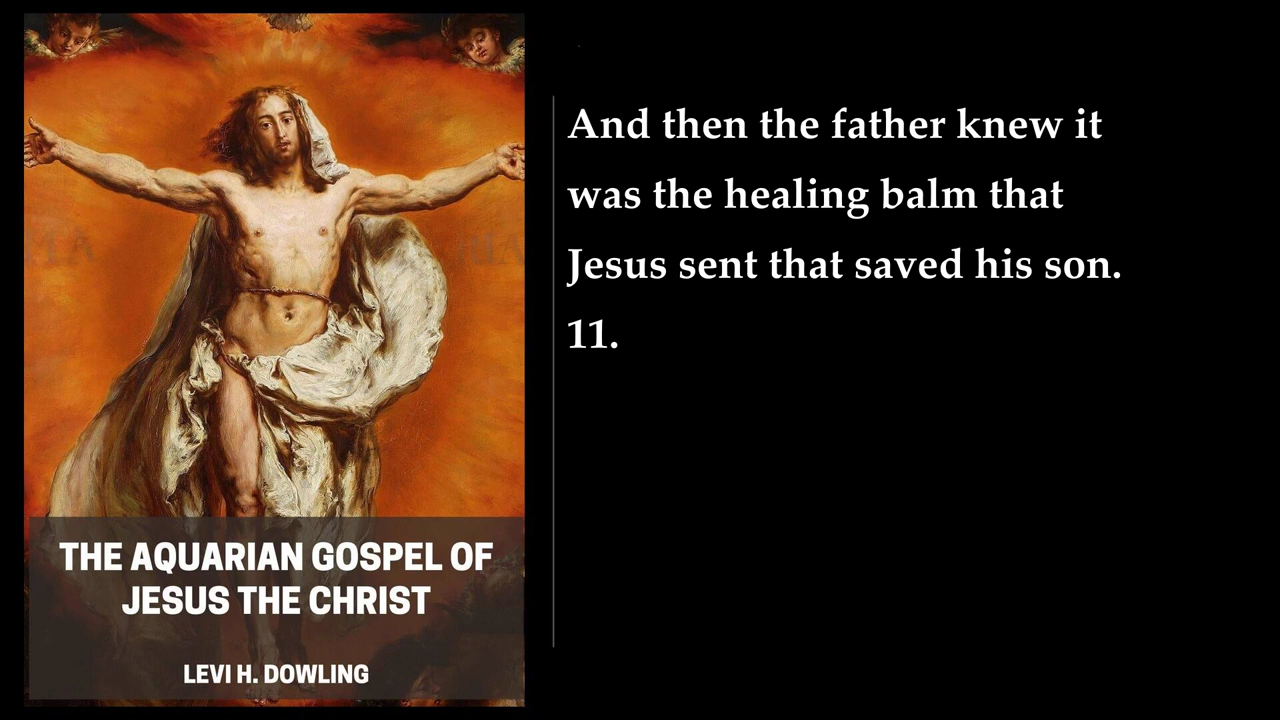 And then the father knew it
was the healing balm that
Jesus sent that saved his son.
11.
THE AQUARIAN GOSPEL OF
JESUS THE CHRIST
LEVI H. DOWLING